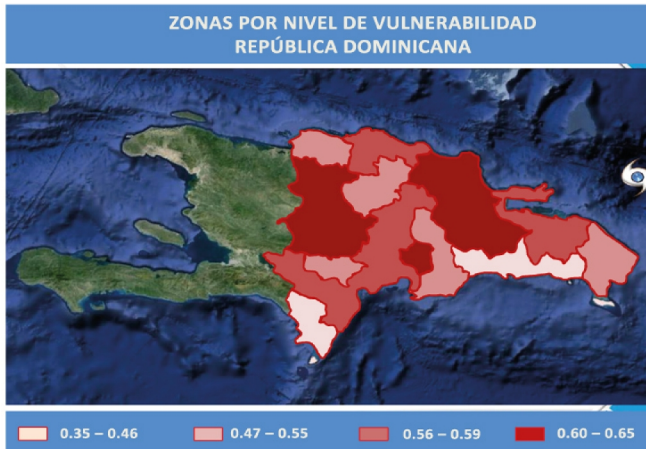 ZONAS POR NIVEL DE VULNERABILIDAD
REPÚBLICA DOMINICANA
0.35 – 0.46 0.47 – 0.55 0.56 – 0.59 0.60 – 0.65